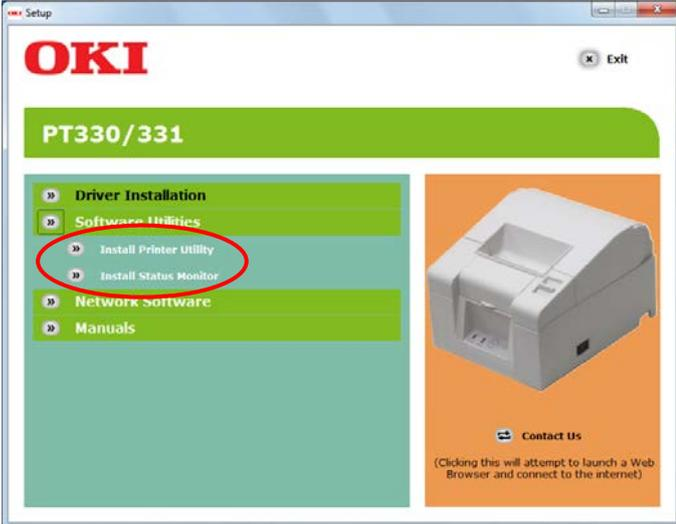 Setup
OKI
Exit
PT330/331
Driver Installation
Software Utilities
Install Printer Utility
Install Status Monitor
Network Software
Manuals
Contact Us
(Clicking this will attempt to launch a Web
Browser and connect to the internet)